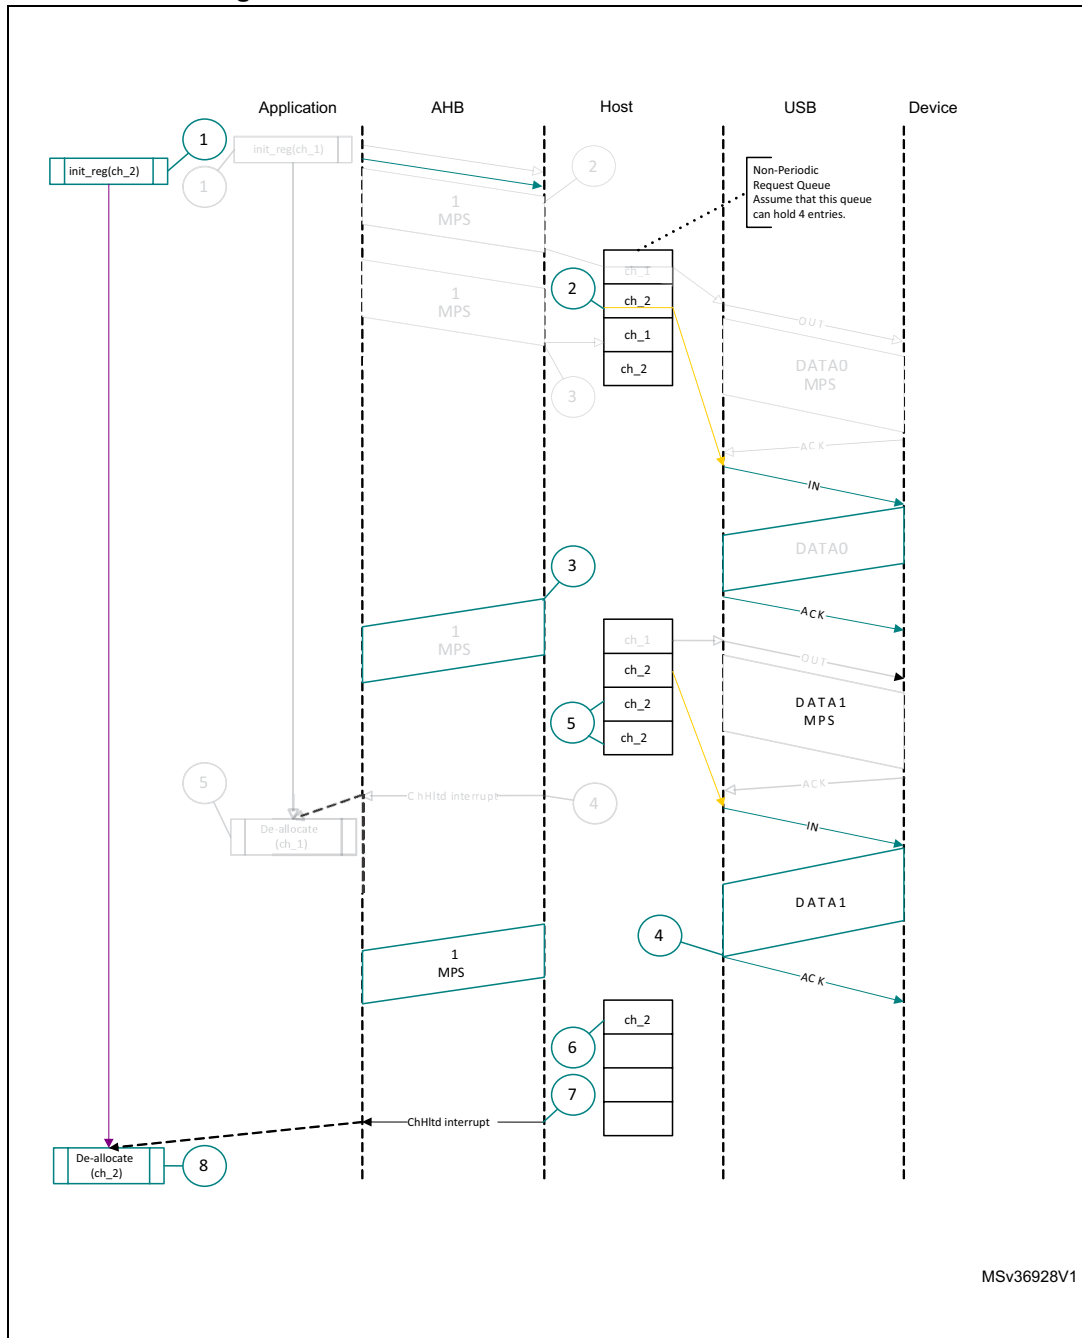 Application AHB Host USB Device
1
init_reg(ch_1)
init_reg(ch_2)
1
2
Non-Periodic
Request Queue
Assume that this queue
can hold 4 entries.
1
MPS
ch_1
2
ch_2
1
MPS
ch_1
OUT
ch_2
DATA0
MPS
3
ACK
IN
DATA0
3
ACK
1
MPS
ch_1
OUT
ch_2
ch_2
DATA1
MPS
5
ch_2
5
ChHltd interrupt
4
ACK
De-allocate
(ch_1)
IN
DATA1
4
1
MPS
ACK
ch_2
6
7
ChHltd interrupt
De-allocate
(ch_2)
8
MSv36928V1